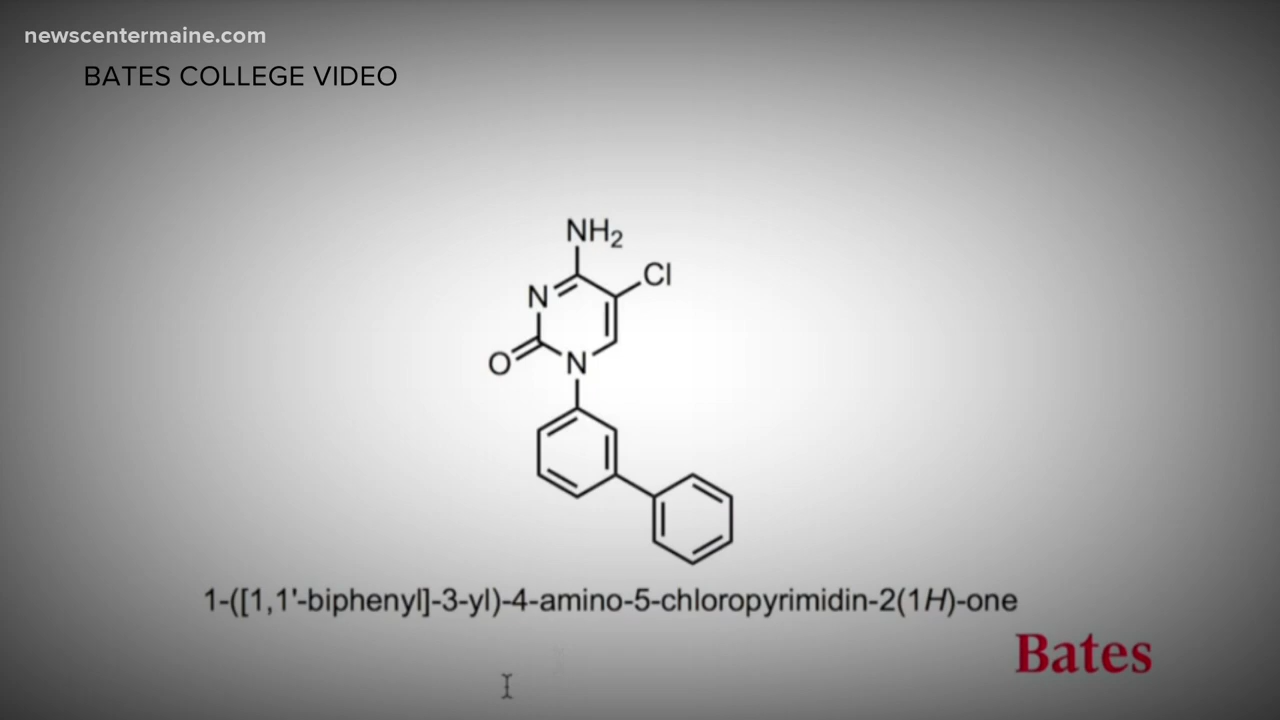 newscentermaine.com
BATES COLLEGE VIDEO
NH₂
Cl
N
O
N
1-([1,1'-biphenyl]-3-yl)-4-amino-5-chloropyrimidin-2(1H)-one
Bates